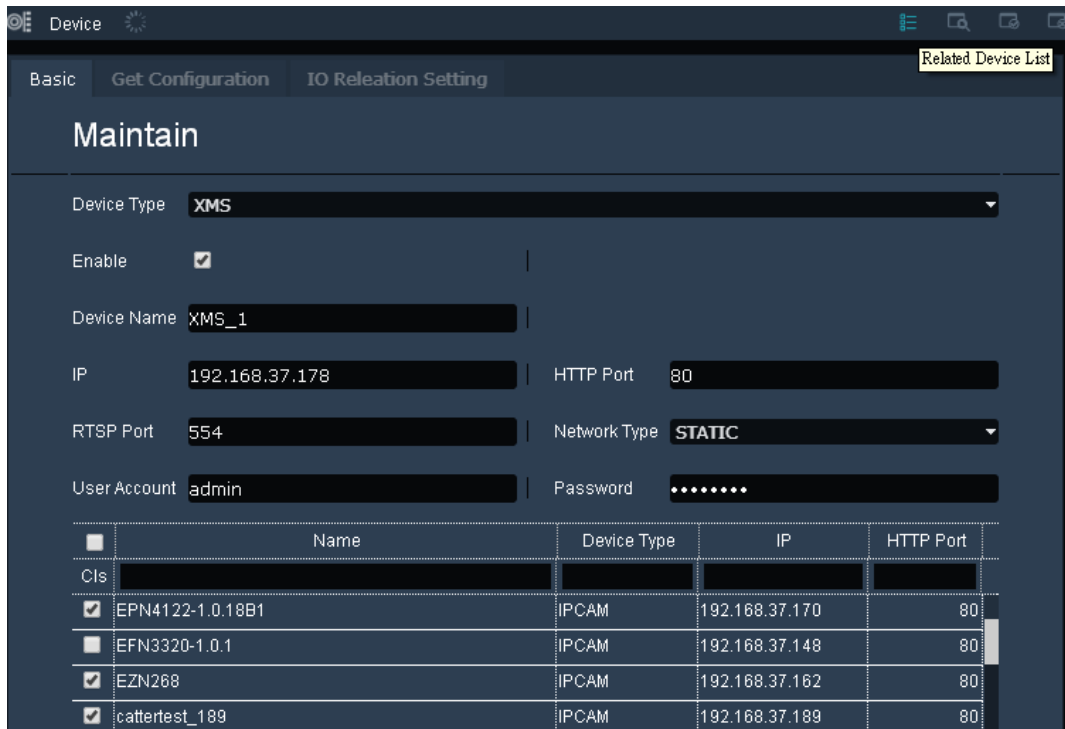 Device
Related Device List
Basic Get Configuration IO Releation Setting
Maintain
Device Type XMS
Enable
Device Name XMS_1
IP 192.168.37.178 HTTP Port 80
RTSP Port 554 Network Type STATIC
User Account admin Password ••••••••
Name Device Type IP HTTP Port
Cls
EPN4122-1.0.18B1 IPCAM 192.168.37.170 80
EFN3320-1.0.1 IPCAM 192.168.37.148 80
EZN268 IPCAM 192.168.37.162 80
cattertest_189 IPCAM 192.168.37.189 80